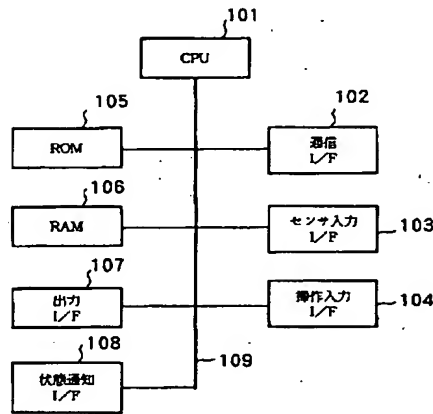 101
CPU
105
ROM
102
通信
I/F
106
RAM
センサ入力
I/F
103
107
出力
I/F
操作入力
I/F
104
108
状態通知
I/F
109